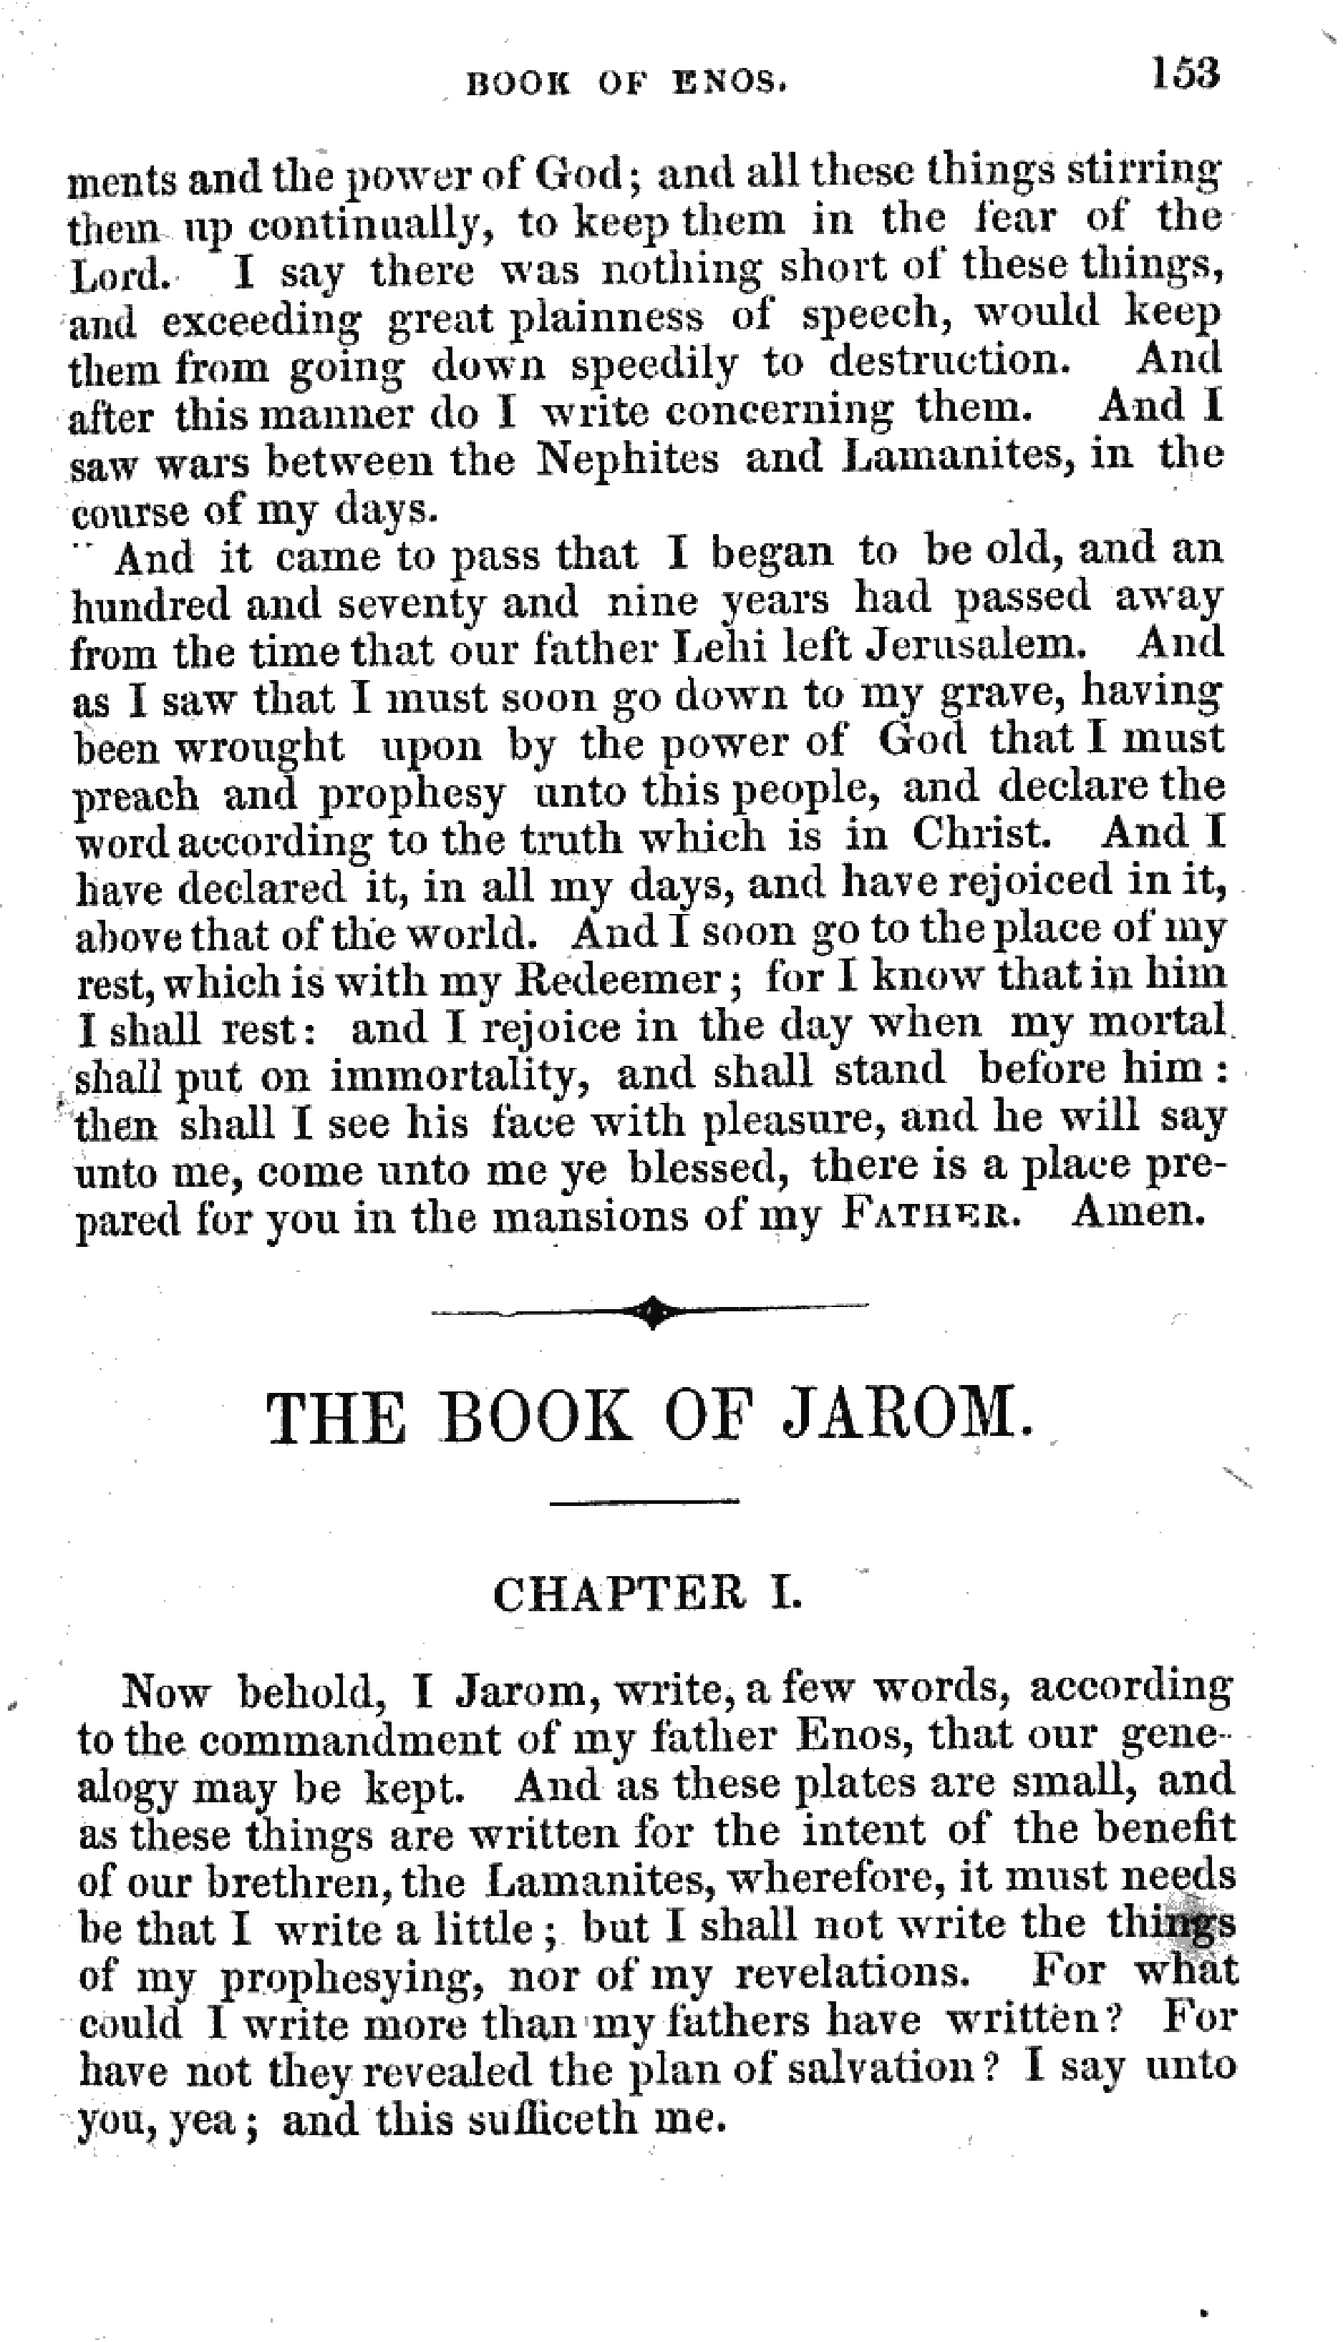 BOOK OF ENOS. 153
ments and the power of God; and all these things stirring
them up continually, to keep them in the fear of the
Lord. I say there was nothing short of these things,
and exceeding great plainness of speech, would keep
them from going down speedily to destruction. And
after this manner do I write concerning them. And I
saw wars between the Nephites and Lamanites, in the
course of my days.
And it came to pass that I began to be old, and an
hundred and seventy and nine years had passed away
from the time that our father Lehi left Jerusalem. And
as I saw that I must soon go down to my grave, having
been wrought upon by the power of God that I must
preach and prophesy unto this people, and declare the
word according to the truth which is in Christ. And I
have declared it, in all my days, and have rejoiced in it,
above that of the world. And I soon go to the place of my
rest, which is with my Redeemer; for I know that in him
I shall rest: and I rejoice in the day when my mortal
shall put on immortality, and shall stand before him:
then shall I see his face with pleasure, and he will say
unto me, come unto me ye blessed, there is a place pre-
pared for you in the mansions of my FATHER. Amen.
THE BOOK OF JAROM.
CHAPTER I.
Now behold, I Jarom, write, a few words, according
to the commandment of my father Enos, that our gene-
alogy may be kept. And as these plates are small, and
as these things are written for the intent of the benefit
of our brethren, the Lamanites, wherefore, it must needs
be that I write a little; but I shall not write the things
of my prophesying, nor of my revelations. For what
could I write more than my fathers have written? For
have not they revealed the plan of salvation? I say unto
you, yea; and this sufficeth me.